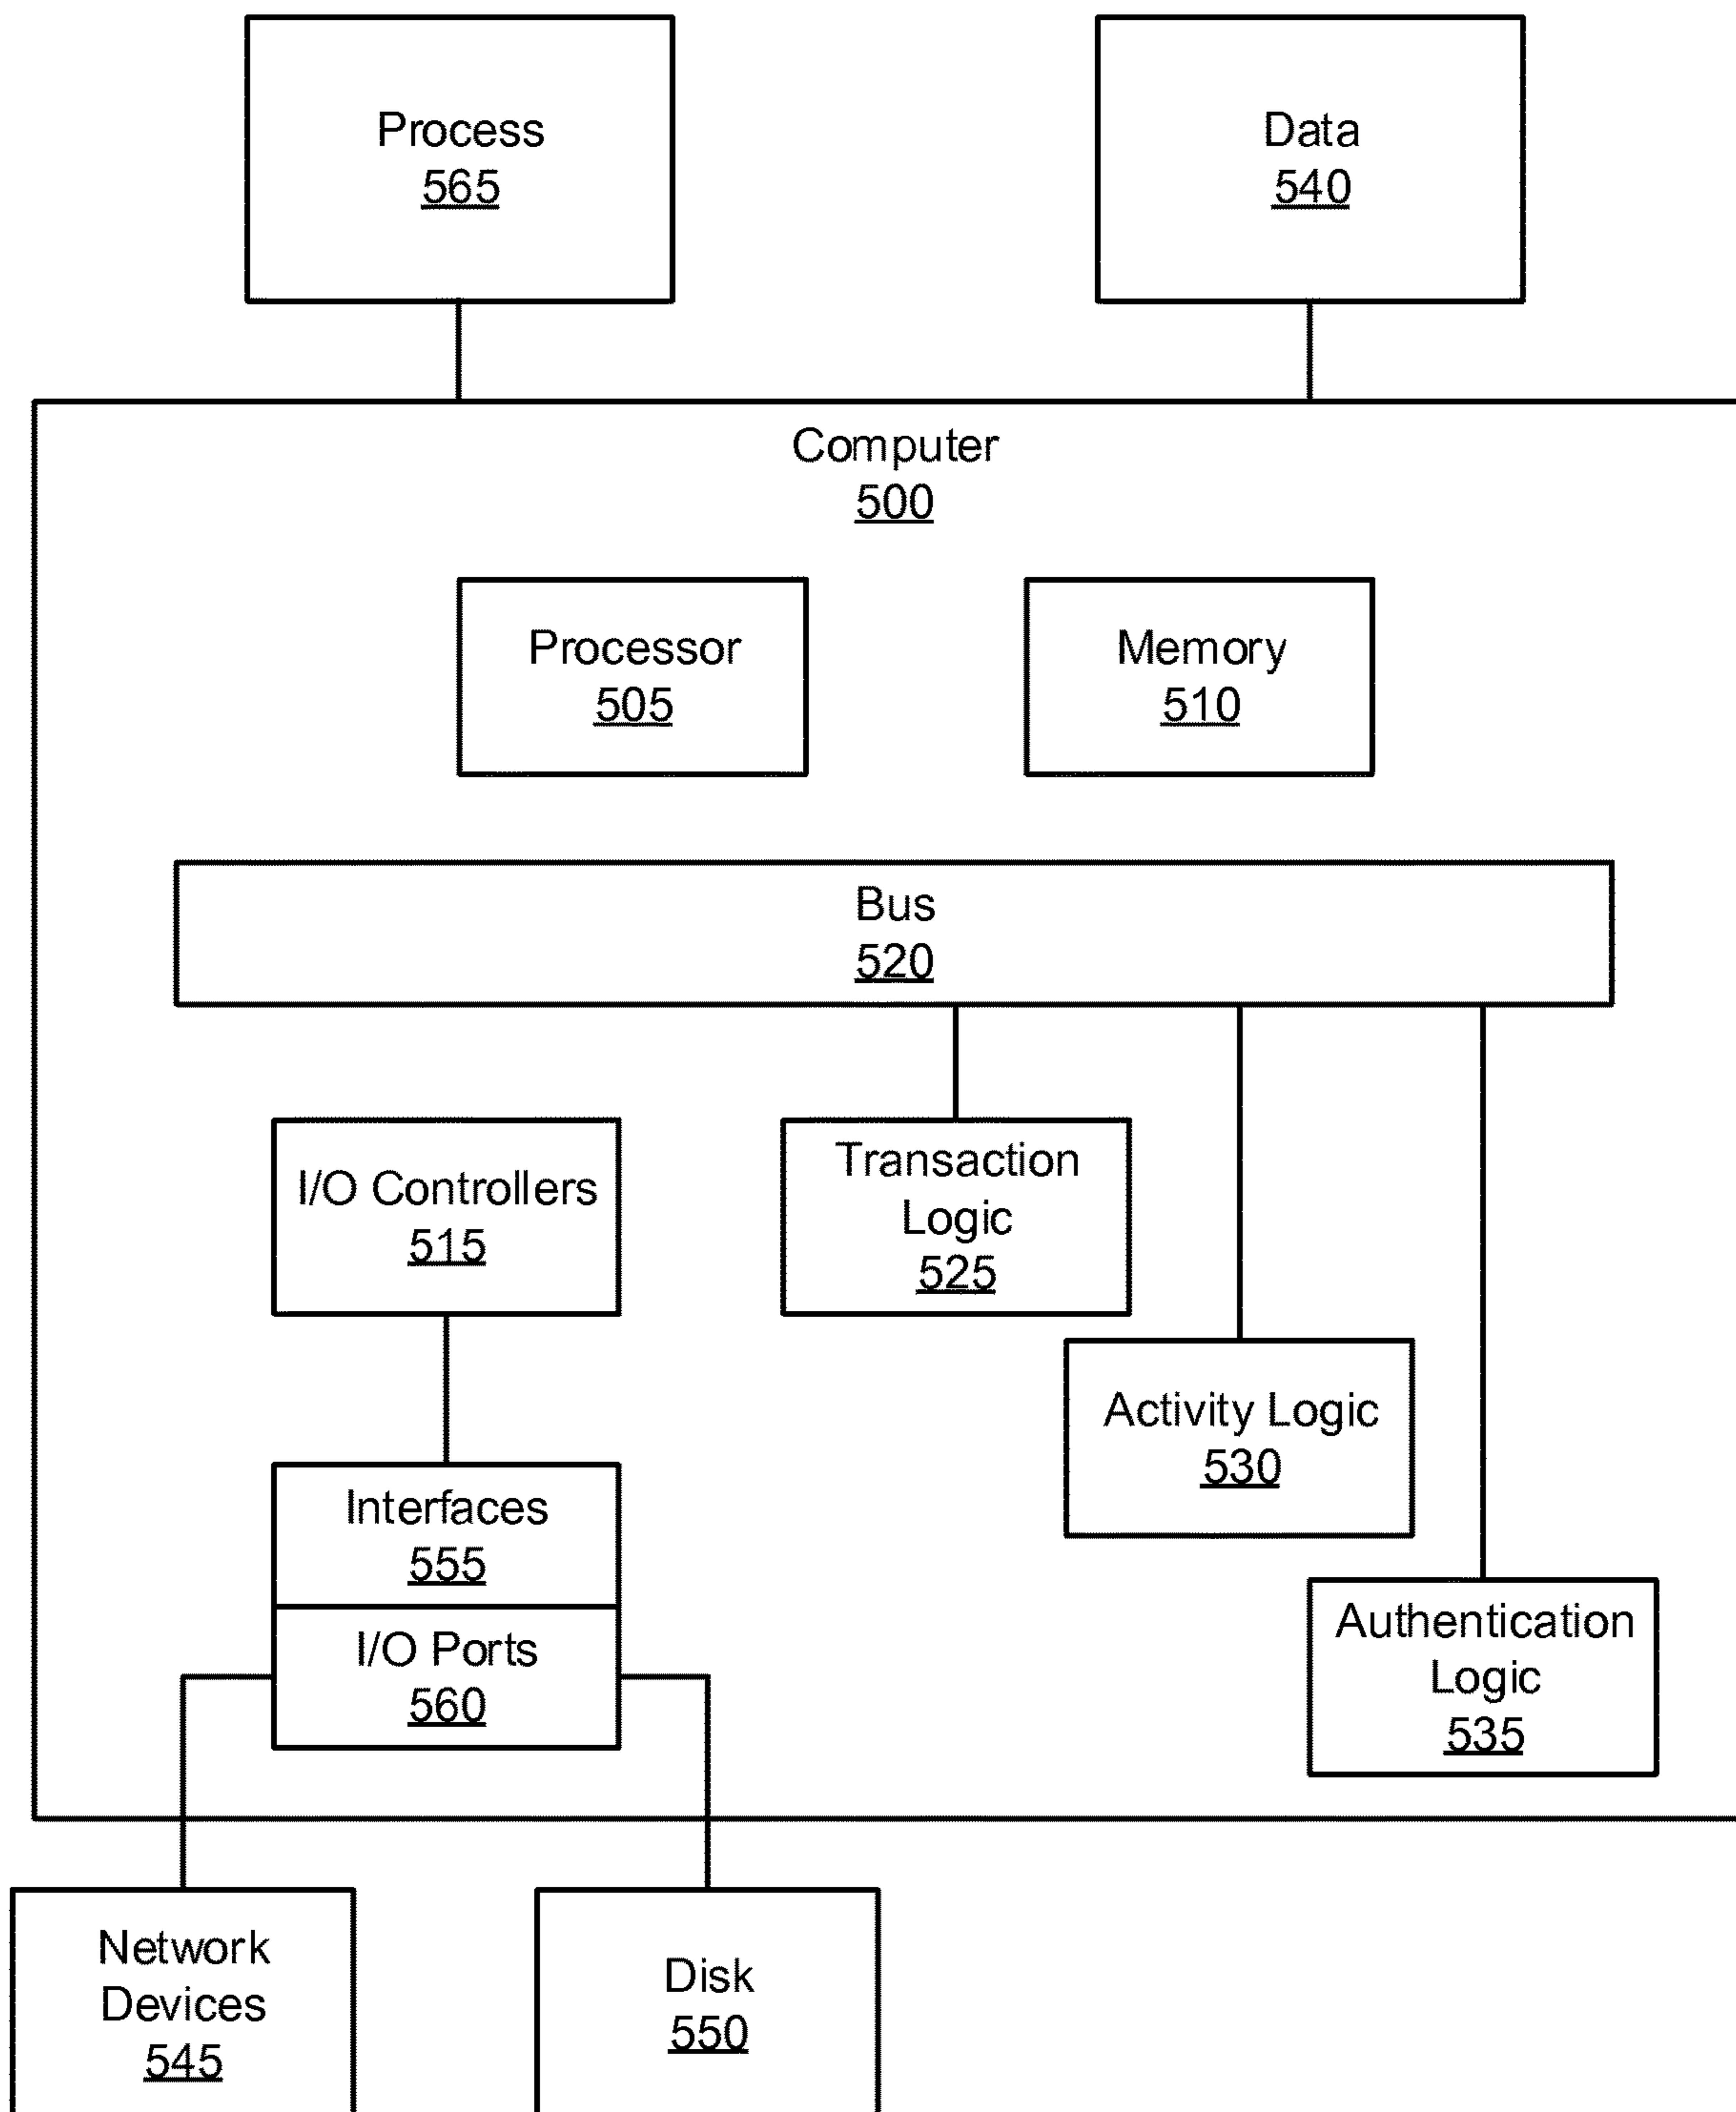 Process
565
Data
540
Computer
500
Processor
505
Memory
510
Bus
520
I/O Controllers
515
Transaction
Logic
525
Activity Logic
530
Interfaces
555
I/O Ports
560
Authentication
Logic
535
Network
Devices
545
Disk
550